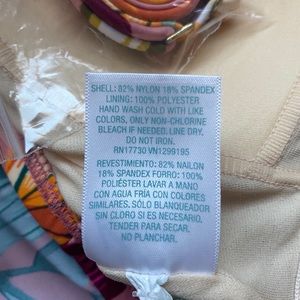 SHELL: 82% NYLON 18% SPANDEX
LINING: 100% POLYESTER
HAND WASH COLD WITH LIKE
COLORS, ONLY NON-CHLORINE
BLEACH IF NEEDED. LINE DRY.
DO NOT IRON.
RN17730 VN1299195
REVESTIMIENTO: 82% NAILON
18% SPANDEX FORRO: 100%
POLIÉSTER LAVAR A MANO
CON AGUA FRIA CON COLORES
SIMILARES, SÓLO BLANQUEADOR
SIN CLORO SI ES NECESARIO.
TENDER PARA SECAR.
NO PLANCHAR.